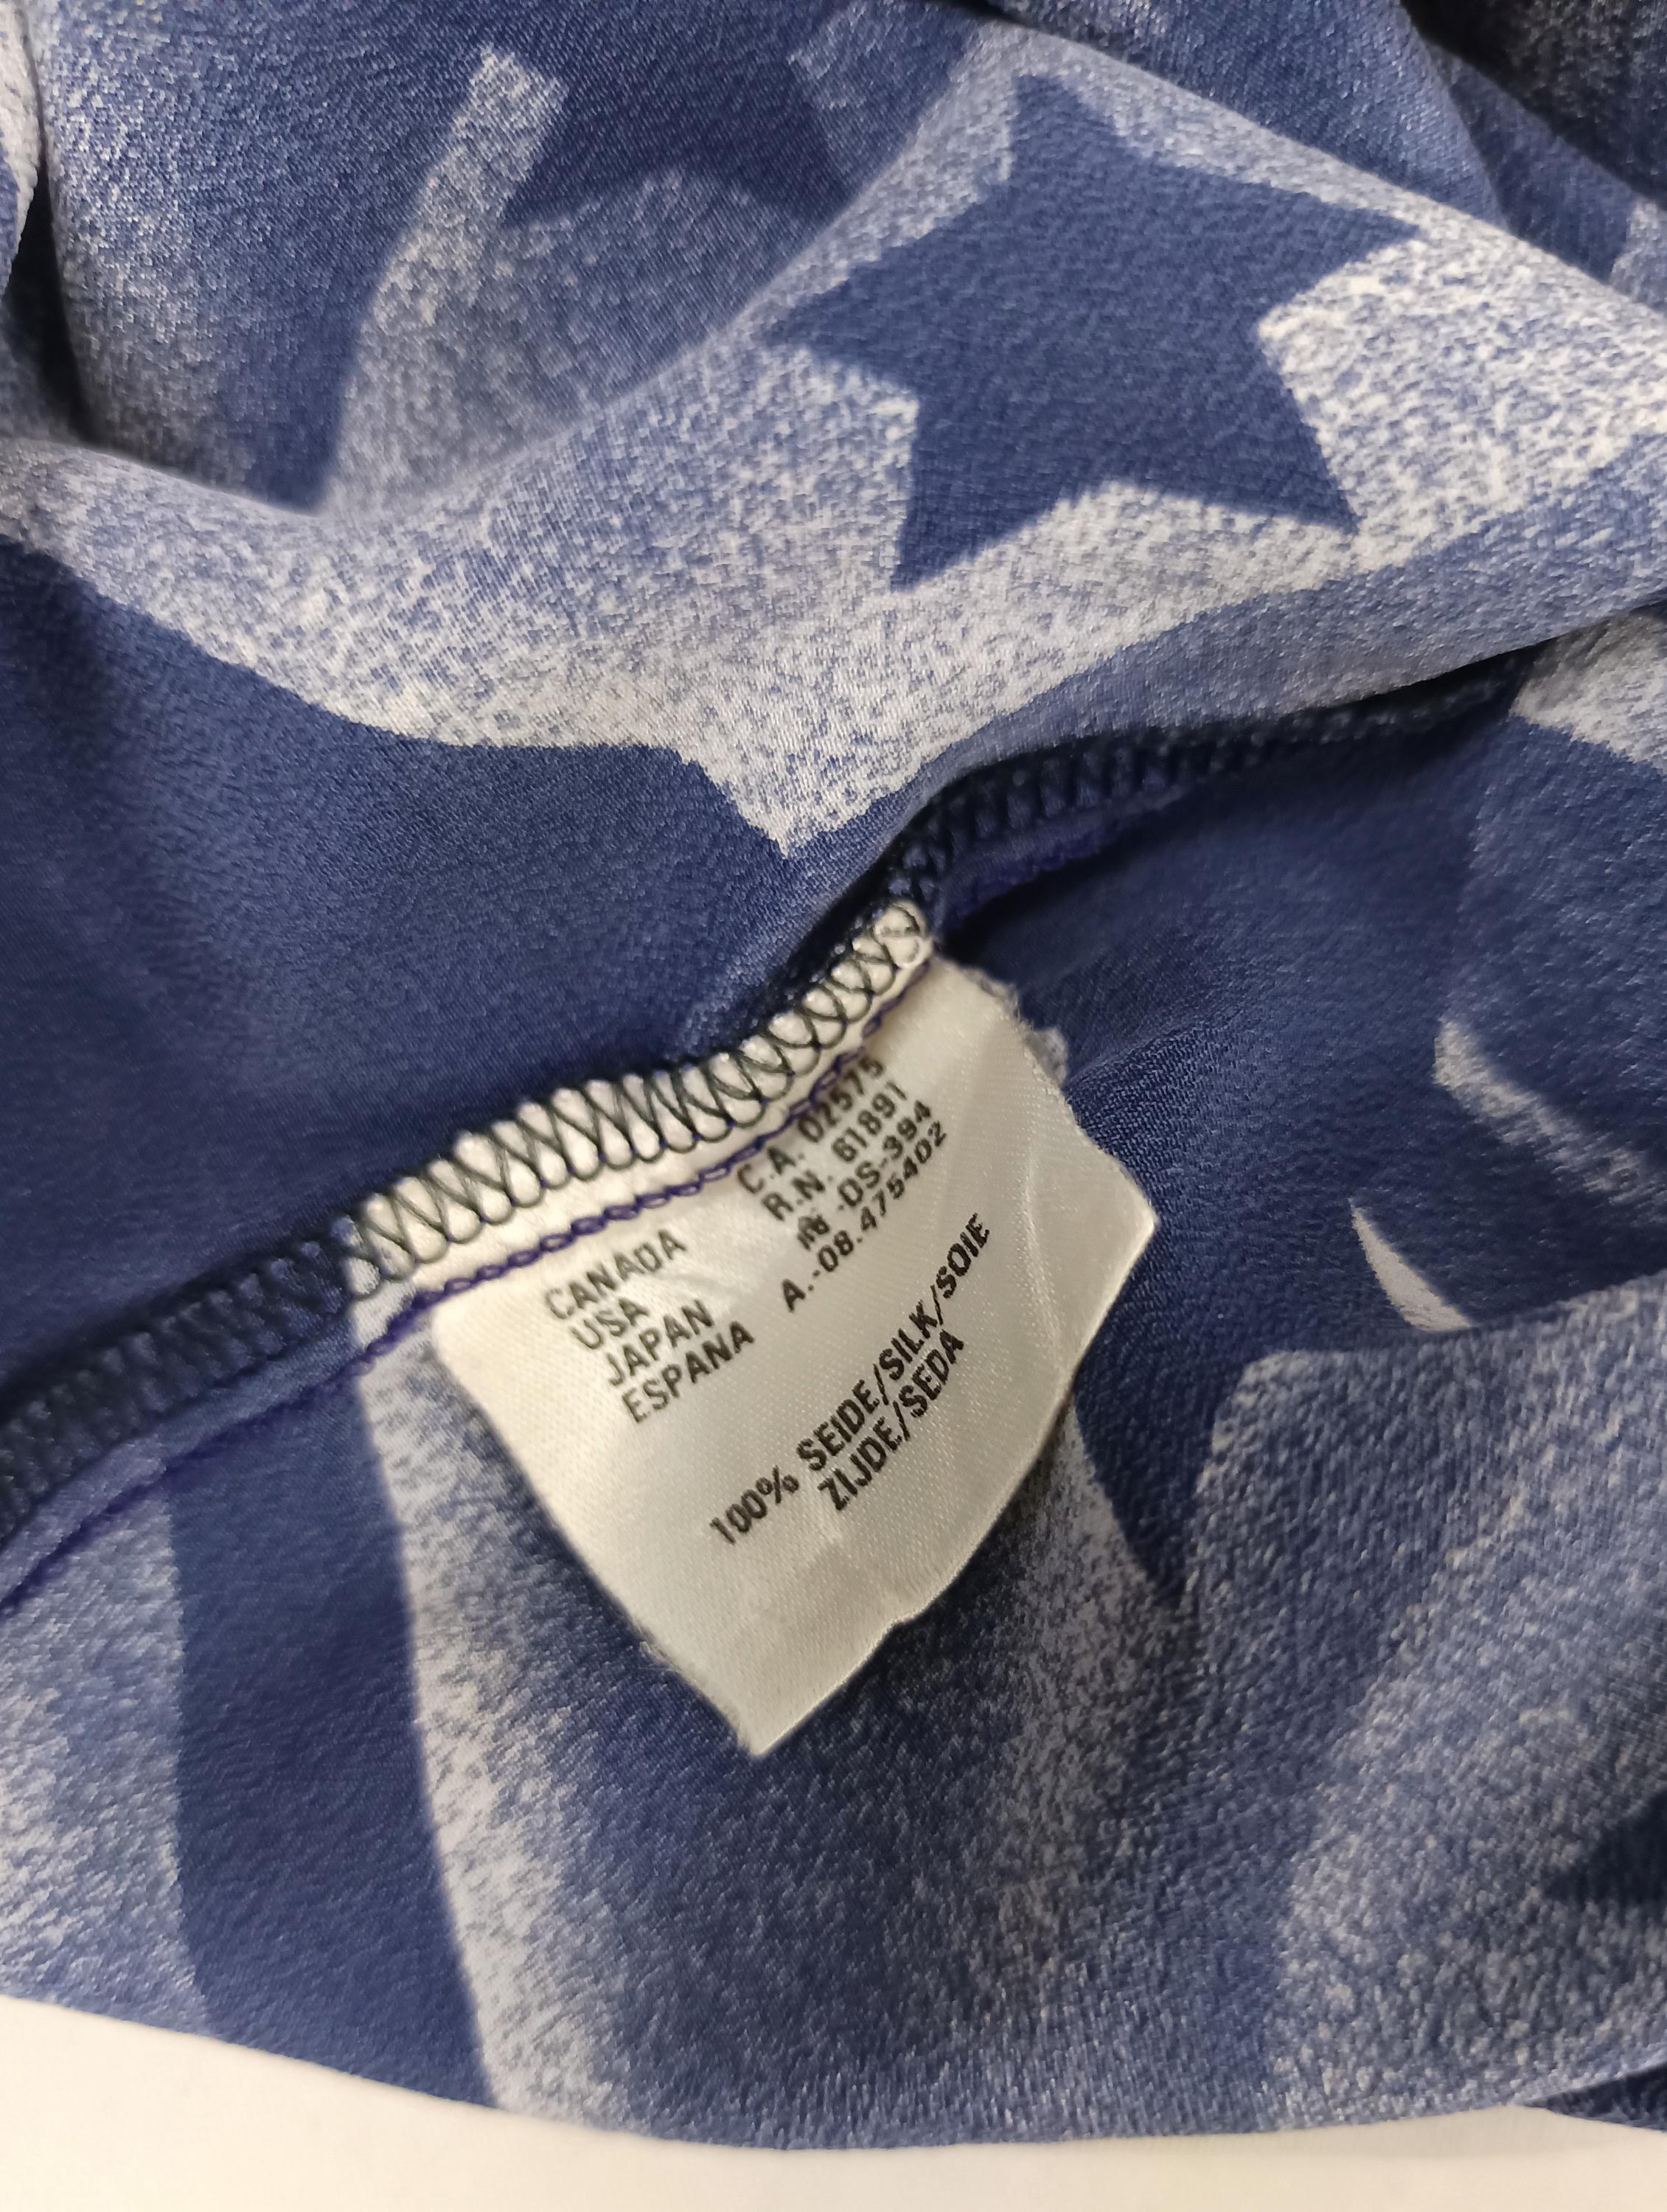 CANADA C.A. 02575
USA R.N. 61891
JAPAN -DS-394
ESPANA A.-08.475402
100% SEIDE/SILK/SOIE
ZIJDE/SEDA